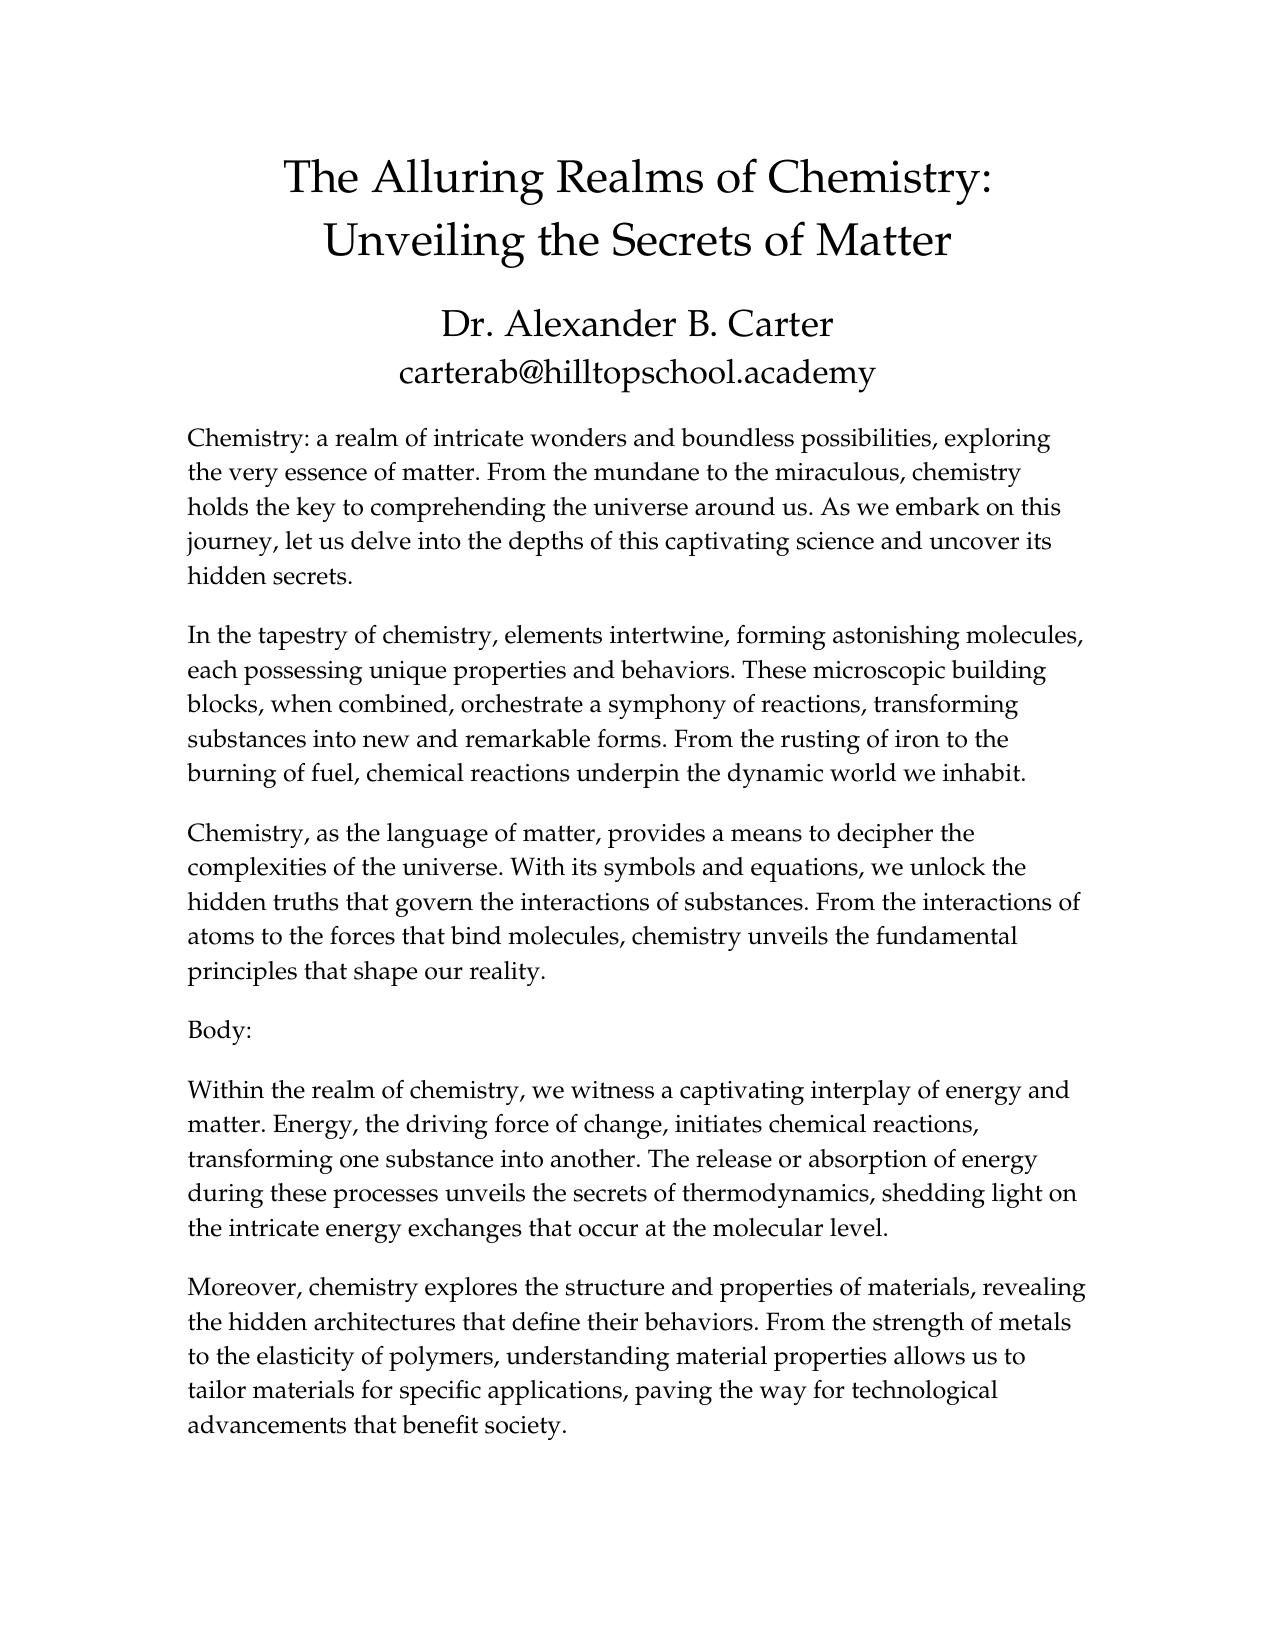 The Alluring Realms of Chemistry:
Unveiling the Secrets of Matter
Dr. Alexander B. Carter
carterab@hilltopschool.academy
Chemistry: a realm of intricate wonders and boundless possibilities, exploring
the very essence of matter. From the mundane to the miraculous, chemistry
holds the key to comprehending the universe around us. As we embark on this
journey, let us delve into the depths of this captivating science and uncover its
hidden secrets.
In the tapestry of chemistry, elements intertwine, forming astonishing molecules,
each possessing unique properties and behaviors. These microscopic building
blocks, when combined, orchestrate a symphony of reactions, transforming
substances into new and remarkable forms. From the rusting of iron to the
burning of fuel, chemical reactions underpin the dynamic world we inhabit.
Chemistry, as the language of matter, provides a means to decipher the
complexities of the universe. With its symbols and equations, we unlock the
hidden truths that govern the interactions of substances. From the interactions of
atoms to the forces that bind molecules, chemistry unveils the fundamental
principles that shape our reality.
Body:
Within the realm of chemistry, we witness a captivating interplay of energy and
matter. Energy, the driving force of change, initiates chemical reactions,
transforming one substance into another. The release or absorption of energy
during these processes unveils the secrets of thermodynamics, shedding light on
the intricate energy exchanges that occur at the molecular level.
Moreover, chemistry explores the structure and properties of materials, revealing
the hidden architectures that define their behaviors. From the strength of metals
to the elasticity of polymers, understanding material properties allows us to
tailor materials for specific applications, paving the way for technological
advancements that benefit society.